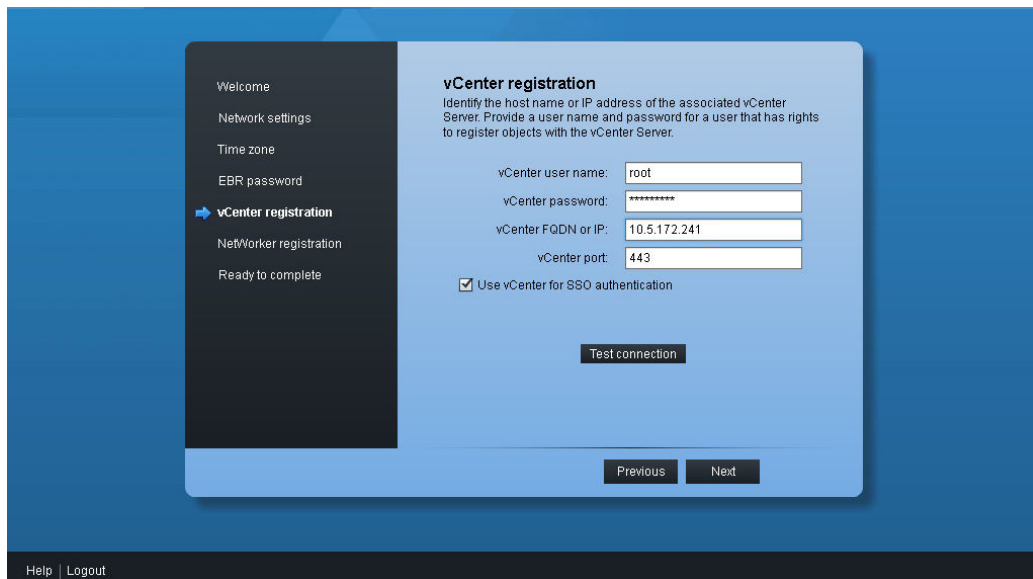 Welcome
Network settings
Time zone
EBR password
vCenter registration
NetWorker registration
Ready to complete
vCenter registration
Identify the host name or IP address of the associated vCenter
Server. Provide a user name and password for a user that has rights
to register objects with the vCenter Server.
vCenter user name: root
vCenter password: *********
vCenter FQDN or IP: 10.5.172.241
vCenter port: 443
Use vCenter for SSO authentication
Test connection
Previous Next
Help | Logout